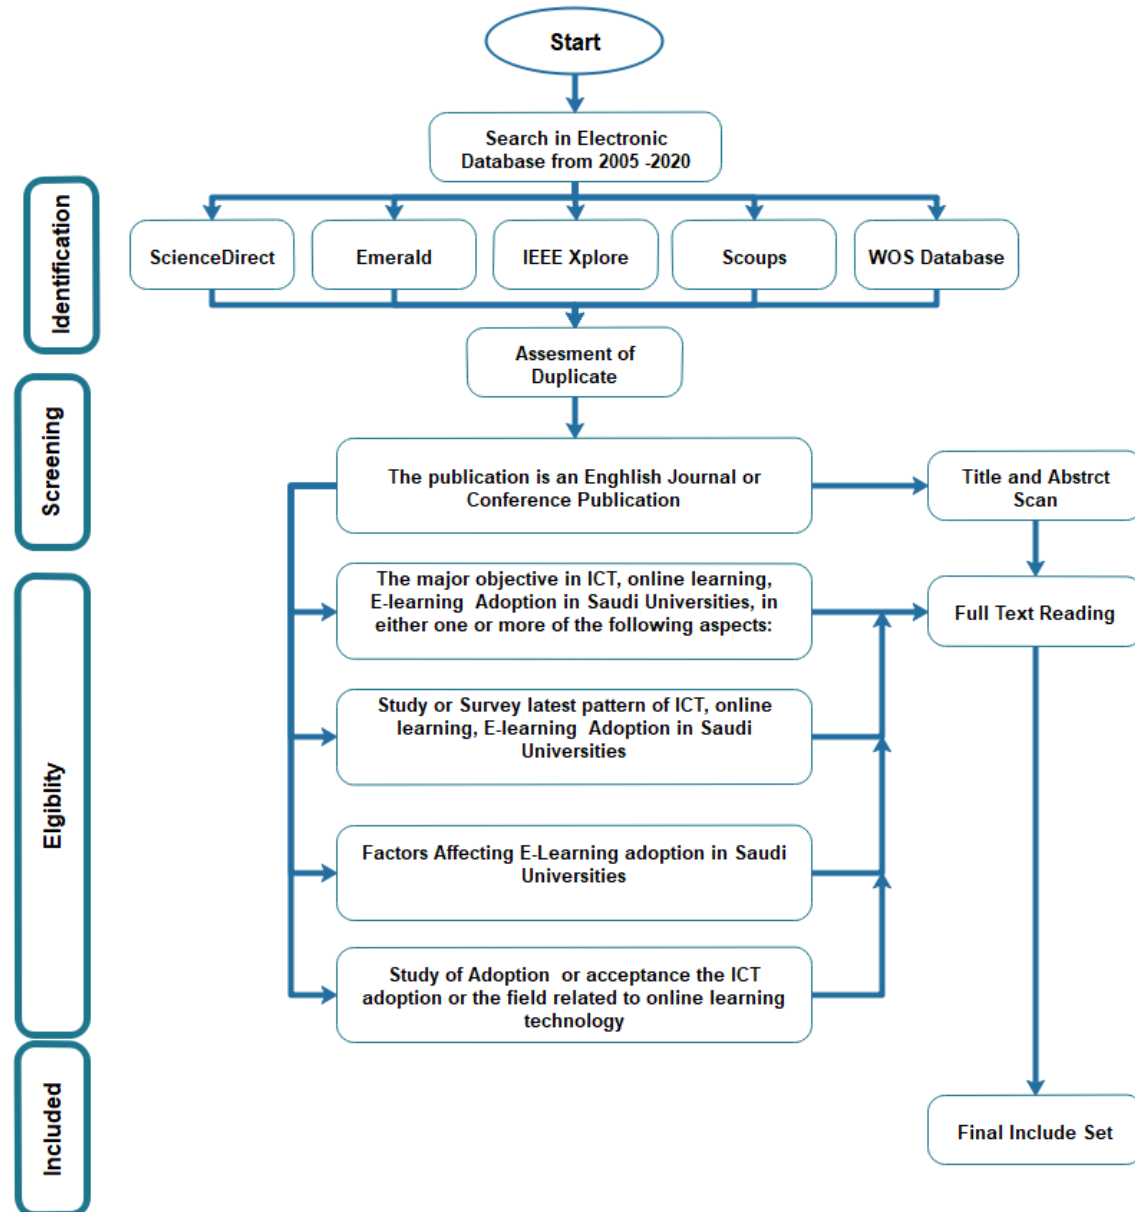 Start
Search in Electronic
Database from 2005 -2020
Identification
ScienceDirect
Emerald
IEEE Xplore
Scoups
WOS Database
Assesment of
Duplicate
Screening
The publication is an Enghlish Journal or
Conference Publication
Title and Abstrct
Scan
Elgiblity
The major objective in ICT, online learning,
E-learning Adoption in Saudi Universities, in
either one or more of the following aspects:
Full Text Reading
Study or Survey latest pattern of ICT, online
learning, E-learning Adoption in Saudi
Universities
Factors Affecting E-Learning adoption in Saudi
Universities
Study of Adoption or acceptance the ICT
adoption or the field related to online learning
technology
Included
Final Include Set